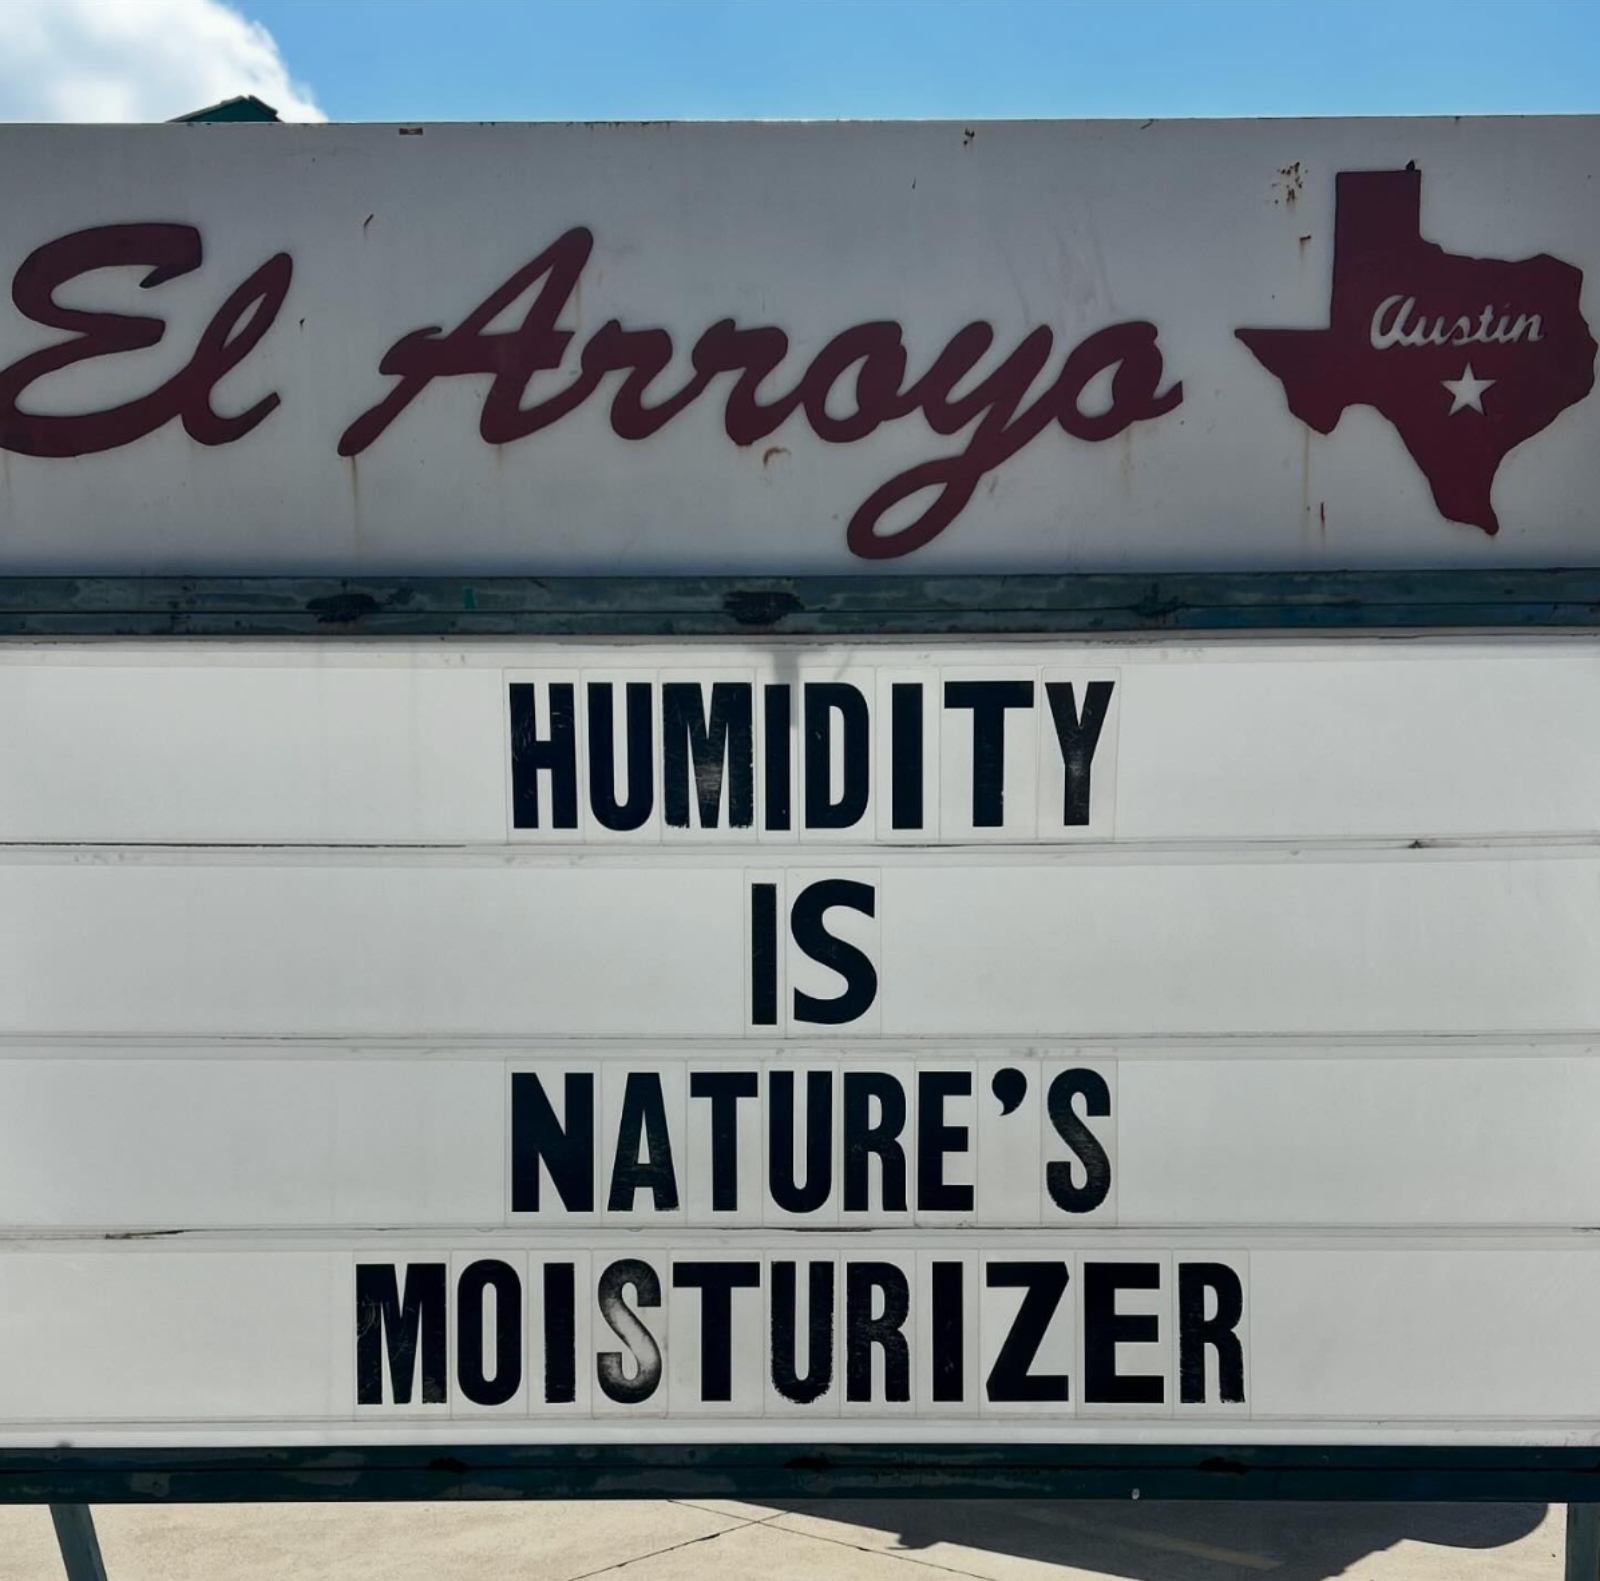 El Arroyo
Austin
HUMIDITY
IS
NATURE’S
MOISTURIZER